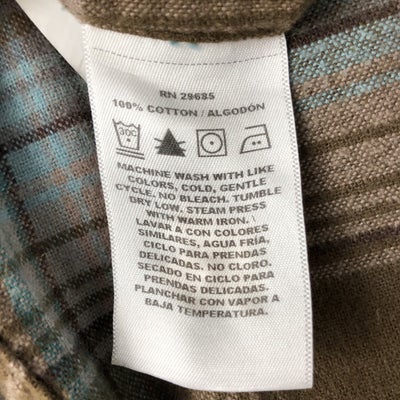 RN 29685
100% COTTON / ALGODÓN
30C
MACHINE WASH WITH LIKE
COLORS, COLD, GENTLE
CYCLE. NO BLEACH. TUMBLE
DRY LOW. STEAM PRESS
WITH WARM IRON.
LAVAR A CON COLORES
SIMILARES, AGUA FRÍA,
CICLO PARA PRENDAS
DELICADAS. NO CLORO.
SECADO EN CICLO PARA
PRENDAS DELICADAS.
PLANCHAR CON VAPOR A
BAJA TEMPERATURA.